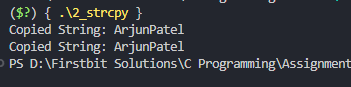 ($?) { .\2_strcpy }
Copied String: ArjunPatel
Copied String: ArjunPatel
PS D:\Firstbit Solutions\C Programming\Assignment